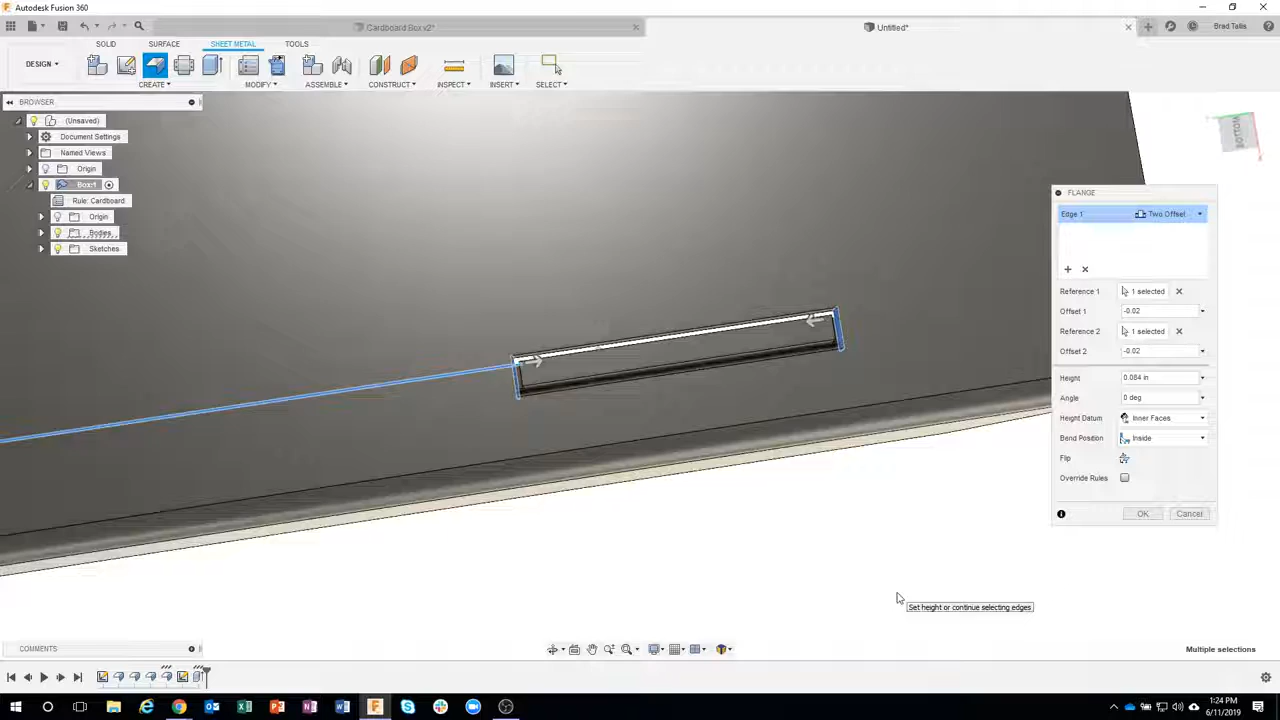 Autodesk Fusion 360
Cardboard Box v2*
Untitled*
Brad Tallis
SOLID
SURFACE
SHEET METAL
TOOLS
DESIGN
CREATE
MODIFY
ASSEMBLE
CONSTRUCT
INSPECT
INSERT
SELECT
BROWSER
(Unsaved)
Document Settings
Named Views
Origin
Box:1
Rule: Cardboard
Origin
Bodies
Sketches
BOTTOM
FLANGE
Edge 1
Two Offset
Reference 1
1 selected
Offset 1
-0.02
Reference 2
1 selected
Offset 2
-0.02
Height
0.084 in
Angle
0 deg
Height Datum
Inner Faces
Bend Position
Inside
Flip
Override Rules
OK
Cancel
Set height or continue selecting edges
COMMENTS
Multiple selections
1:24 PM
6/11/2019